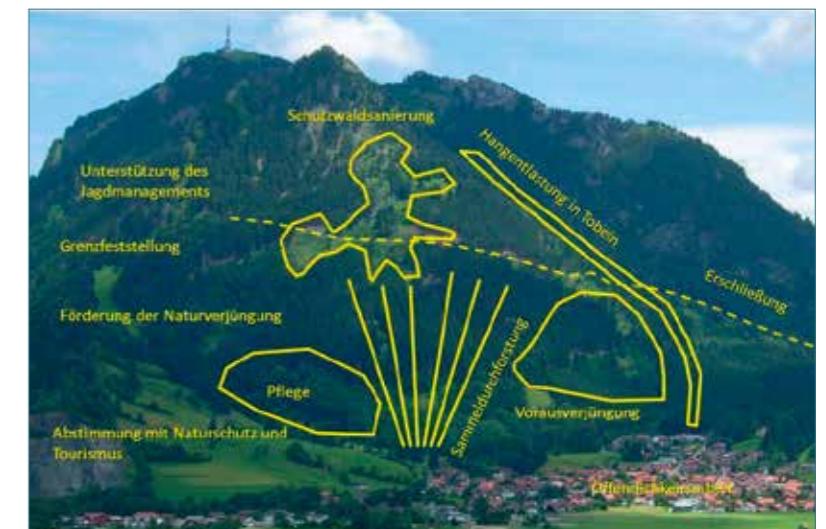 Schutzwaldsanierung
Hangentlastung in Tobeln
Unterstützung des
Jagdmanagements
Grenzfeststellung
Erschließung
Förderung der Naturverjüngung
Sammeldurchforstung
Pflege
Vorausverjüngung
Abstimmung mit Naturschutz und
Tourismus
Öffentlichkeitsarbeit